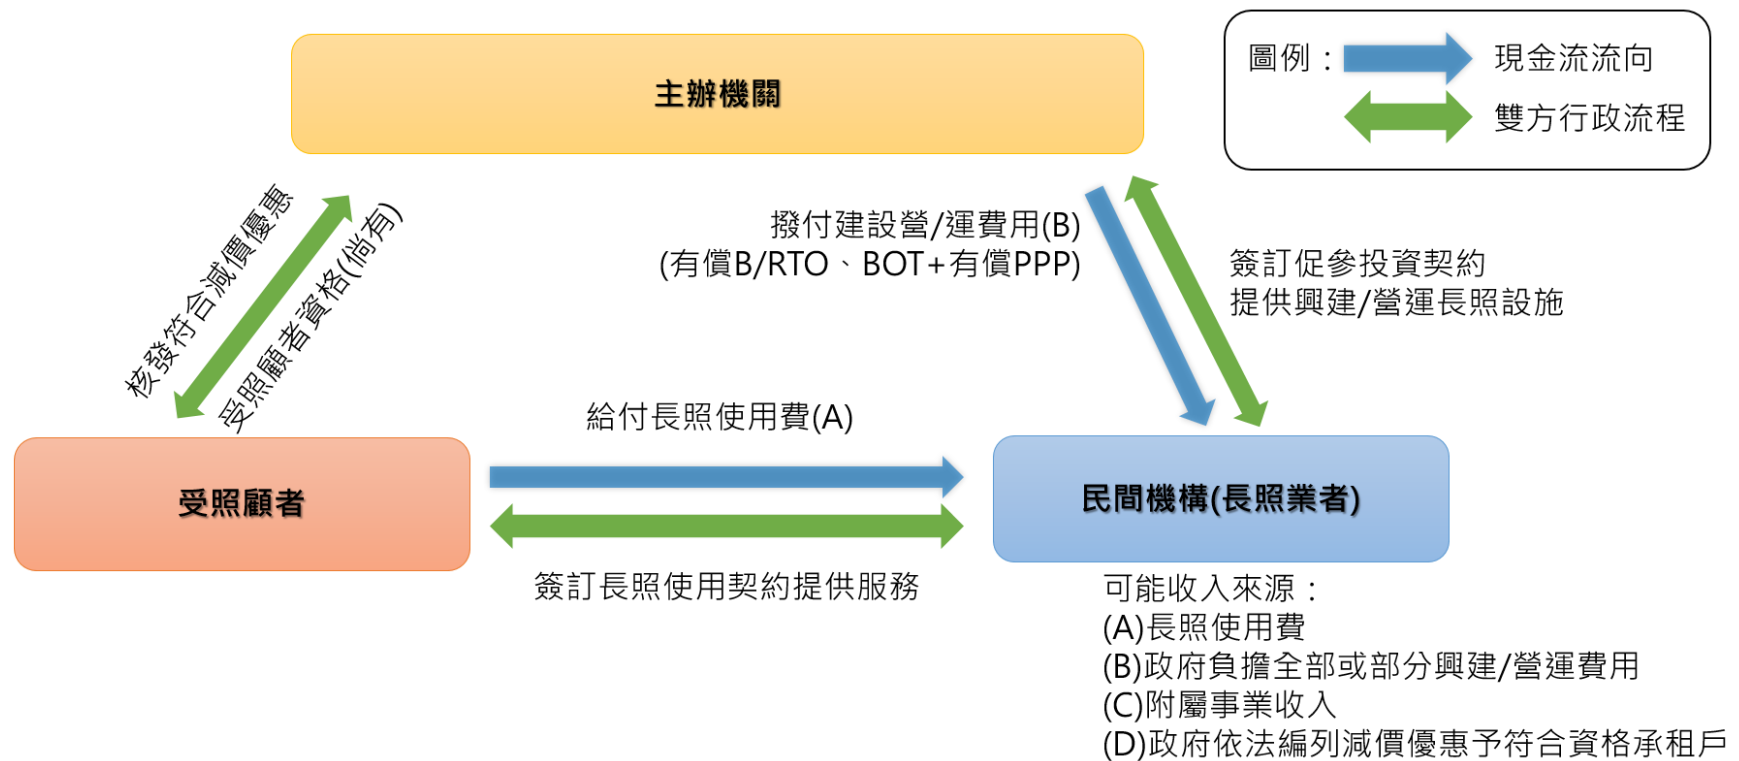 主辦機關
圖例：
現金流流向
雙方行政流程
核發符合減價優惠
受照顧者資格(倘有)
撥付建設營/運費用(B)
(有償B/RTO、BOT+有償PPP)
簽訂促參投資契約
提供興建/營運長照設施
給付長照使用費(A)
受照顧者
民間機構(長照業者)
簽訂長照使用契約提供服務
可能收入來源：
(A)長照使用費
(B)政府負擔全部或部分興建/營運費用
(C)附屬事業收入
(D)政府依法編列減價優惠予符合資格承租戶